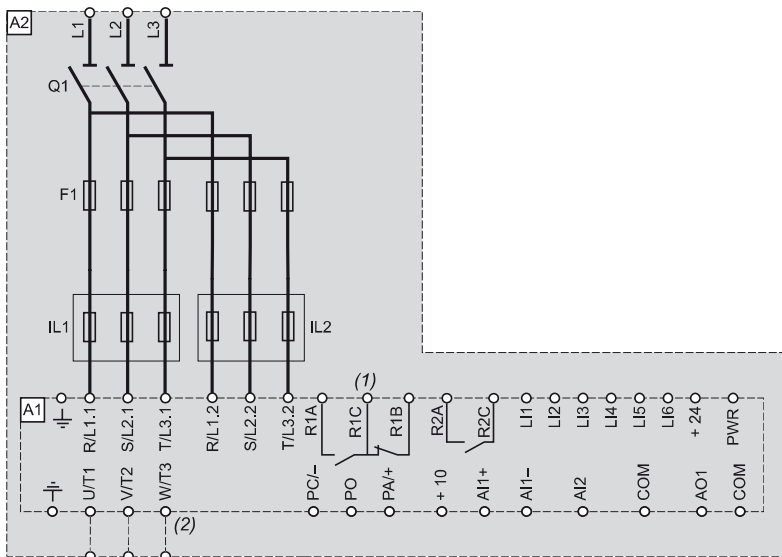 A2
L1 L2 L3
Q1
F1
IL1 IL2
(1)
A1
R/L1.1 S/L2.1 T/L3.1 R/L1.2 S/L2.2 T/L3.2 R1A R1C R1B R2A R2C LI1 LI2 LI3 LI4 LI5 LI6 + 24 PWR
U/T1 V/T2 W/T3 PC/– PO PA/+ + 10 AI1+ AI1– AI2 COM AO1 COM
(2)